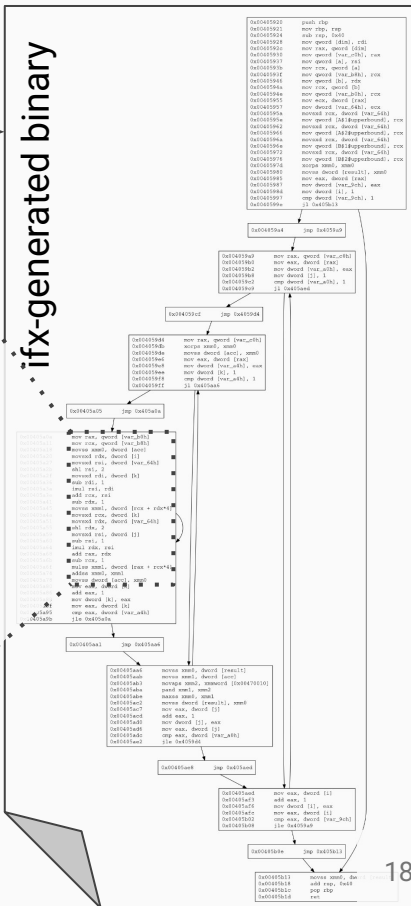 ifx-generated binary
0x00405920 push rbp
0x00405921 mov rbp, rsp
0x00405924 sub rsp, 0x40
0x00405928 mov qword [dim], rdi
0x0040592c mov rax, qword [dim]
0x00405930 mov qword [var_c0h], rax
0x00405937 mov qword [a], rsi
0x0040593b mov rcx, qword [a]
0x0040593f mov qword [var_b0h], rcx
0x00405946 mov qword [b], rdx
0x0040594a mov rcx, qword [b]
0x0040594e mov qword [var_b8h], rcx
0x00405955 mov ecx, dword [rax]
0x00405957 mov dword [var_64h], ecx
0x0040595a movsxd rcx, dword [var_64h]
0x0040595e mov qword [A$1$upperbound], rcx
0x00405962 movsxd rcx, dword [var_64h]
0x00405966 mov qword [A$2$upperbound], rcx
0x0040596a movsxd rcx, dword [var_64h]
0x0040596e mov qword [B$1$upperbound], rcx
0x00405972 movsxd rcx, dword [var_64h]
0x00405976 mov qword [B$2$upperbound], rcx
0x0040597d xorps xmm0, xmm0
0x00405980 movss dword [result], xmm0
0x00405985 mov eax, dword [rax]
0x00405987 mov dword [var_9ch], eax
0x0040598d mov dword [i], 1
0x00405997 cmp dword [var_9ch], 1
0x0040599e jl 0x405b13
0x004059a4 jmp 0x4059a9
0x004059a9 mov rax, qword [var_c0h]
0x004059b0 mov eax, dword [rax]
0x004059b2 mov dword [var_a0h], eax
0x004059b8 mov dword [j], 1
0x004059c2 cmp dword [var_a0h], 1
0x004059c9 jl 0x405aed
0x004059cf jmp 0x4059d4
0x004059d4 mov rax, qword [var_c0h]
0x004059db xorps xmm0, xmm0
0x004059de movss dword [acc], xmm0
0x004059e6 mov eax, dword [rax]
0x004059e8 mov dword [var_a4h], eax
0x004059ee mov dword [k], 1
0x004059f8 cmp dword [var_a4h], 1
0x004059ff jl 0x405aa6
0x00405a05 jmp 0x405a0a
mov rax, qword [var_b0h]
mov rcx, qword [var_b8h]
movss xmm0, dword [acc]
movsxd rdx, dword [i]
movsxd rsi, dword [var_64h]
shl rsi, 2
movsxd rdi, dword [k]
sub rdi, 1
imul rsi, rdi
add rcx, rsi
sub rdx, 1
movss xmm1, dword [rcx + rdx*4]
movsxd rcx, dword [k]
movsxd rdx, dword [var_64h]
shl rdx, 2
movsxd rsi, dword [j]
sub rsi, 1
imul rdx, rsi
add rax, rdx
sub rcx, 1
mulss xmm1, dword [rax + rcx*4]
addss xmm0, xmm1
movss dword [acc], xmm0
mov eax, dword [k]
add eax, 1
mov dword [k], eax
mov eax, dword [k]
cmp eax, dword [var_a4h]
jle 0x405a0a
0x00405aa1 jmp 0x405aa6
0x00405aa6 movss xmm0, dword [result]
0x00405aab movss xmm1, dword [acc]
0x00405ab3 movaps xmm2, xmmword [0x00470010]
0x00405aba pand xmm1, xmm2
0x00405abe maxss xmm0, xmm1
0x00405ac2 movss dword [result], xmm0
0x00405ac7 mov eax, dword [j]
0x00405acd add eax, 1
0x00405ad0 mov dword [j], eax
0x00405ad6 mov eax, dword [j]
0x00405adc cmp eax, dword [var_a0h]
0x00405ae2 jle 0x4059d4
0x00405ae8 jmp 0x405aed
0x00405aed mov eax, dword [i]
0x00405af3 add eax, 1
0x00405af6 mov dword [i], eax
0x00405afc mov eax, dword [i]
0x00405b02 cmp eax, dword [var_9ch]
0x00405b08 jle 0x4059a9
0x00405b0e jmp 0x405b13
0x00405b13 movss xmm0, dword
0x00405b18 add rsp, 0x40
0x00405b1c pop rbp
0x00405b1d ret
18